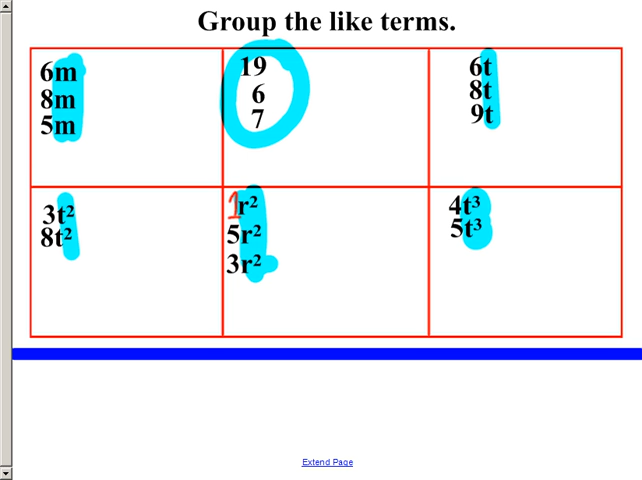 Group the like terms.
6m
8m
5m
19
6
7
6t
8t
9t
3t²
8t²
1r²
5r²
3r²
4t³
5t³
Extend Page